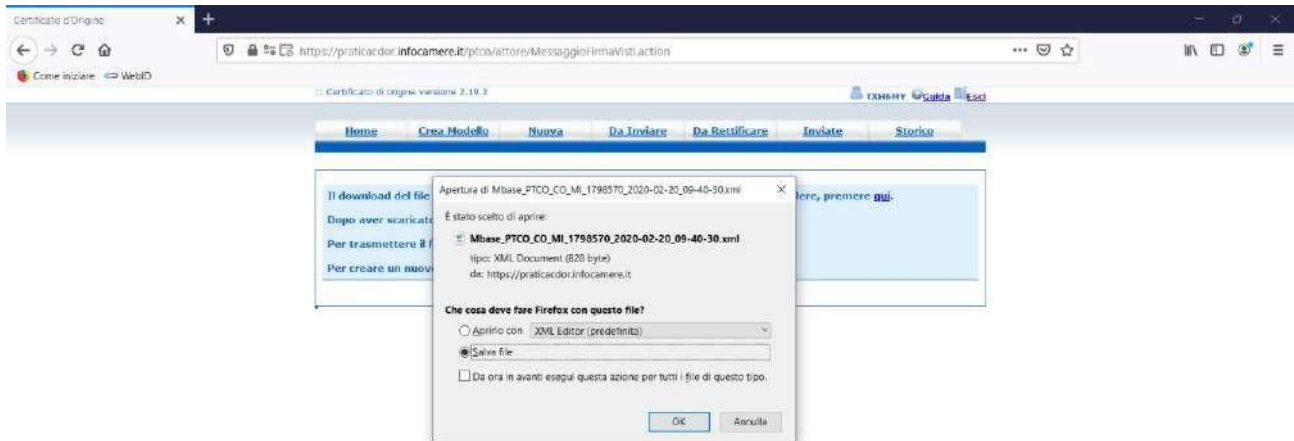 Certificato d'Origine
https://praticacdor.infocamere.it/ptco/attore/MessaggioFirmaVisti.action
Come iniziare WebID
:: Certificato di origine versione 2.19.2
TXH6MY Guida Esci
Home Crea Modello Nuova Da Inviare Da Rettificare Inviate Storico
Il download del file
Apertura di Mbase_PTCO_CO_MI_1798570_2020-02-20_09-40-30.xml
dere, premere qui.
Dopo aver scaricato
È stato scelto di aprire:
Per trasmettere il f
Mbase_PTCO_CO_MI_1798570_2020-02-20_09-40-30.xml
tipo: XML Document (828 byte)
Per creare un nuovo
da: https://praticacdor.infocamere.it
Che cosa deve fare Firefox con questo file?
Aprirlo con XML Editor (predefinita)
Salva file
Da ora in avanti esegui questa azione per tutti i file di questo tipo.
OK Annulla